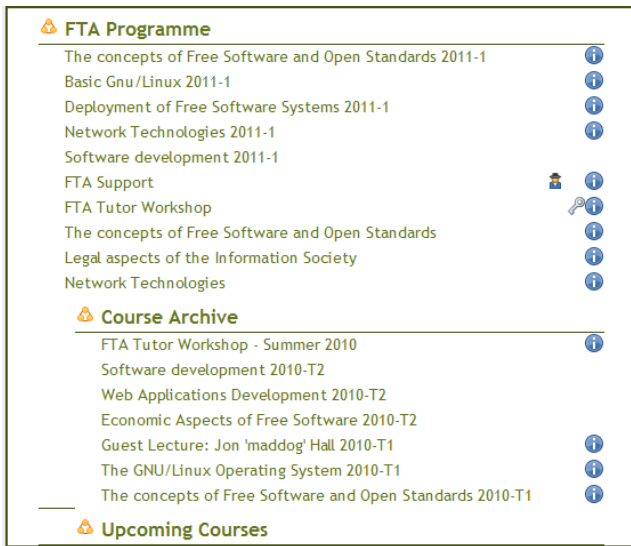 FTA Programme
The concepts of Free Software and Open Standards 2011-1
Basic Gnu/Linux 2011-1
Deployment of Free Software Systems 2011-1
Network Technologies 2011-1
Software development 2011-1
FTA Support
FTA Tutor Workshop
The concepts of Free Software and Open Standards
Legal aspects of the Information Society
Network Technologies
Course Archive
FTA Tutor Workshop - Summer 2010
Software development 2010-T2
Web Applications Development 2010-T2
Economic Aspects of Free Software 2010-T2
Guest Lecture: Jon 'maddog' Hall 2010-T1
The GNU/Linux Operating System 2010-T1
The concepts of Free Software and Open Standards 2010-T1
Upcoming Courses